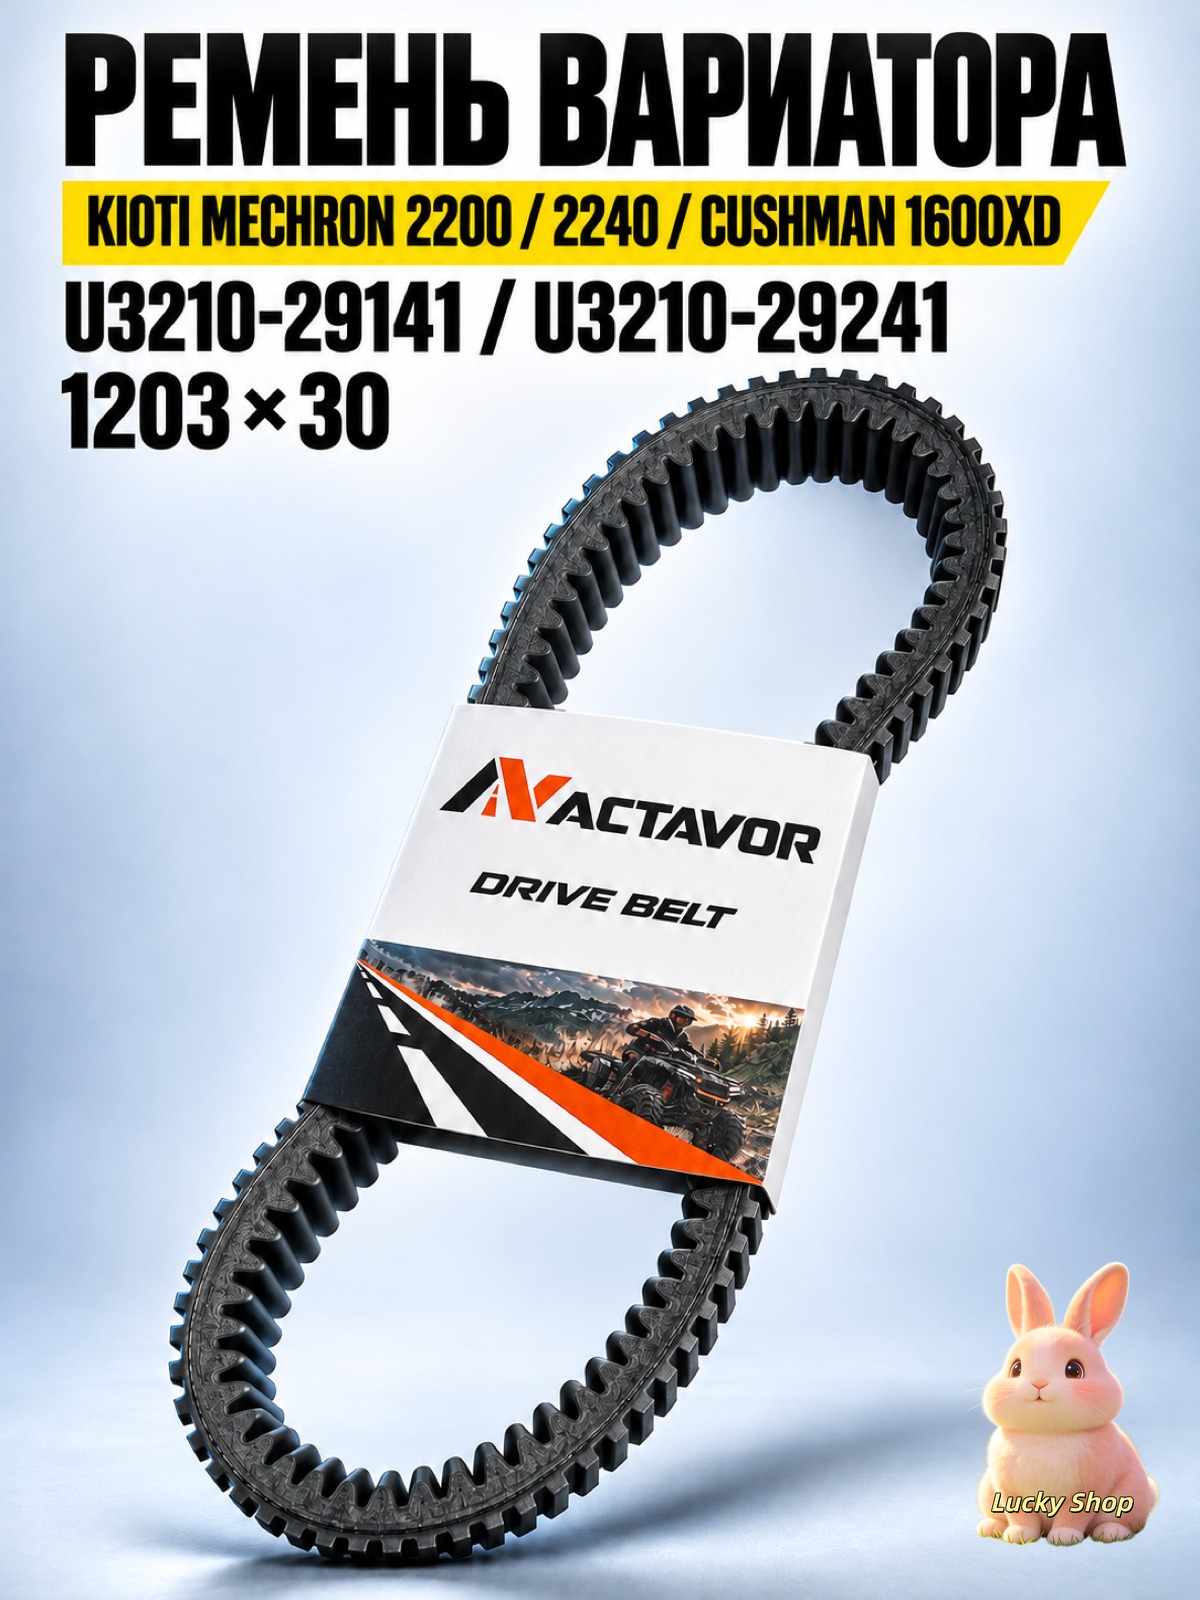 РЕМЕНЬ ВАРИАТОРА
KIOTI MECHRON 2200 / 2240 / CUSHMAN 1600XD
U3210-29141 / U3210-29241
1203 × 30
ACTAVOR
DRIVE BELT
Lucky Shop